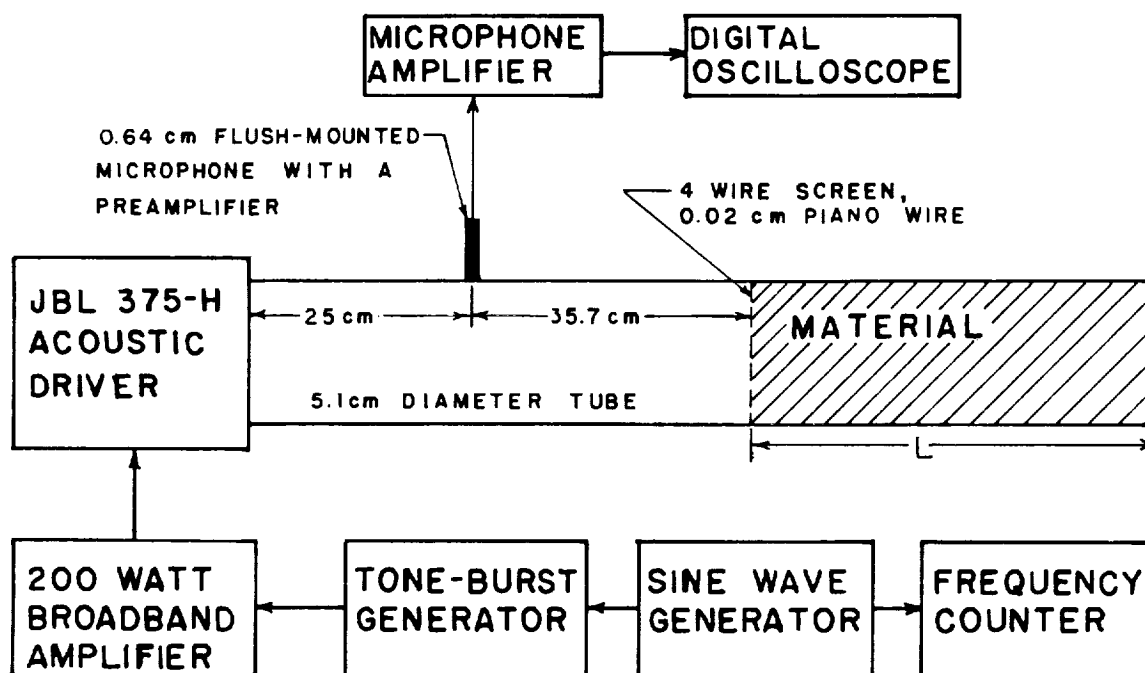 MICROPHONE
AMPLIFIER
DIGITAL
OSCILLOSCOPE
0.64 cm FLUSH-MOUNTED
MICROPHONE WITH A
PREAMPLIFIER
4 WIRE SCREEN,
0.02 cm PIANO WIRE
JBL 375-H
ACOUSTIC
DRIVER
25 cm
35.7 cm
MATERIAL
5.1cm DIAMETER TUBE
L
200 WATT
BROADBAND
AMPLIFIER
TONE-BURST
GENERATOR
SINE WAVE
GENERATOR
FREQUENCY
COUNTER